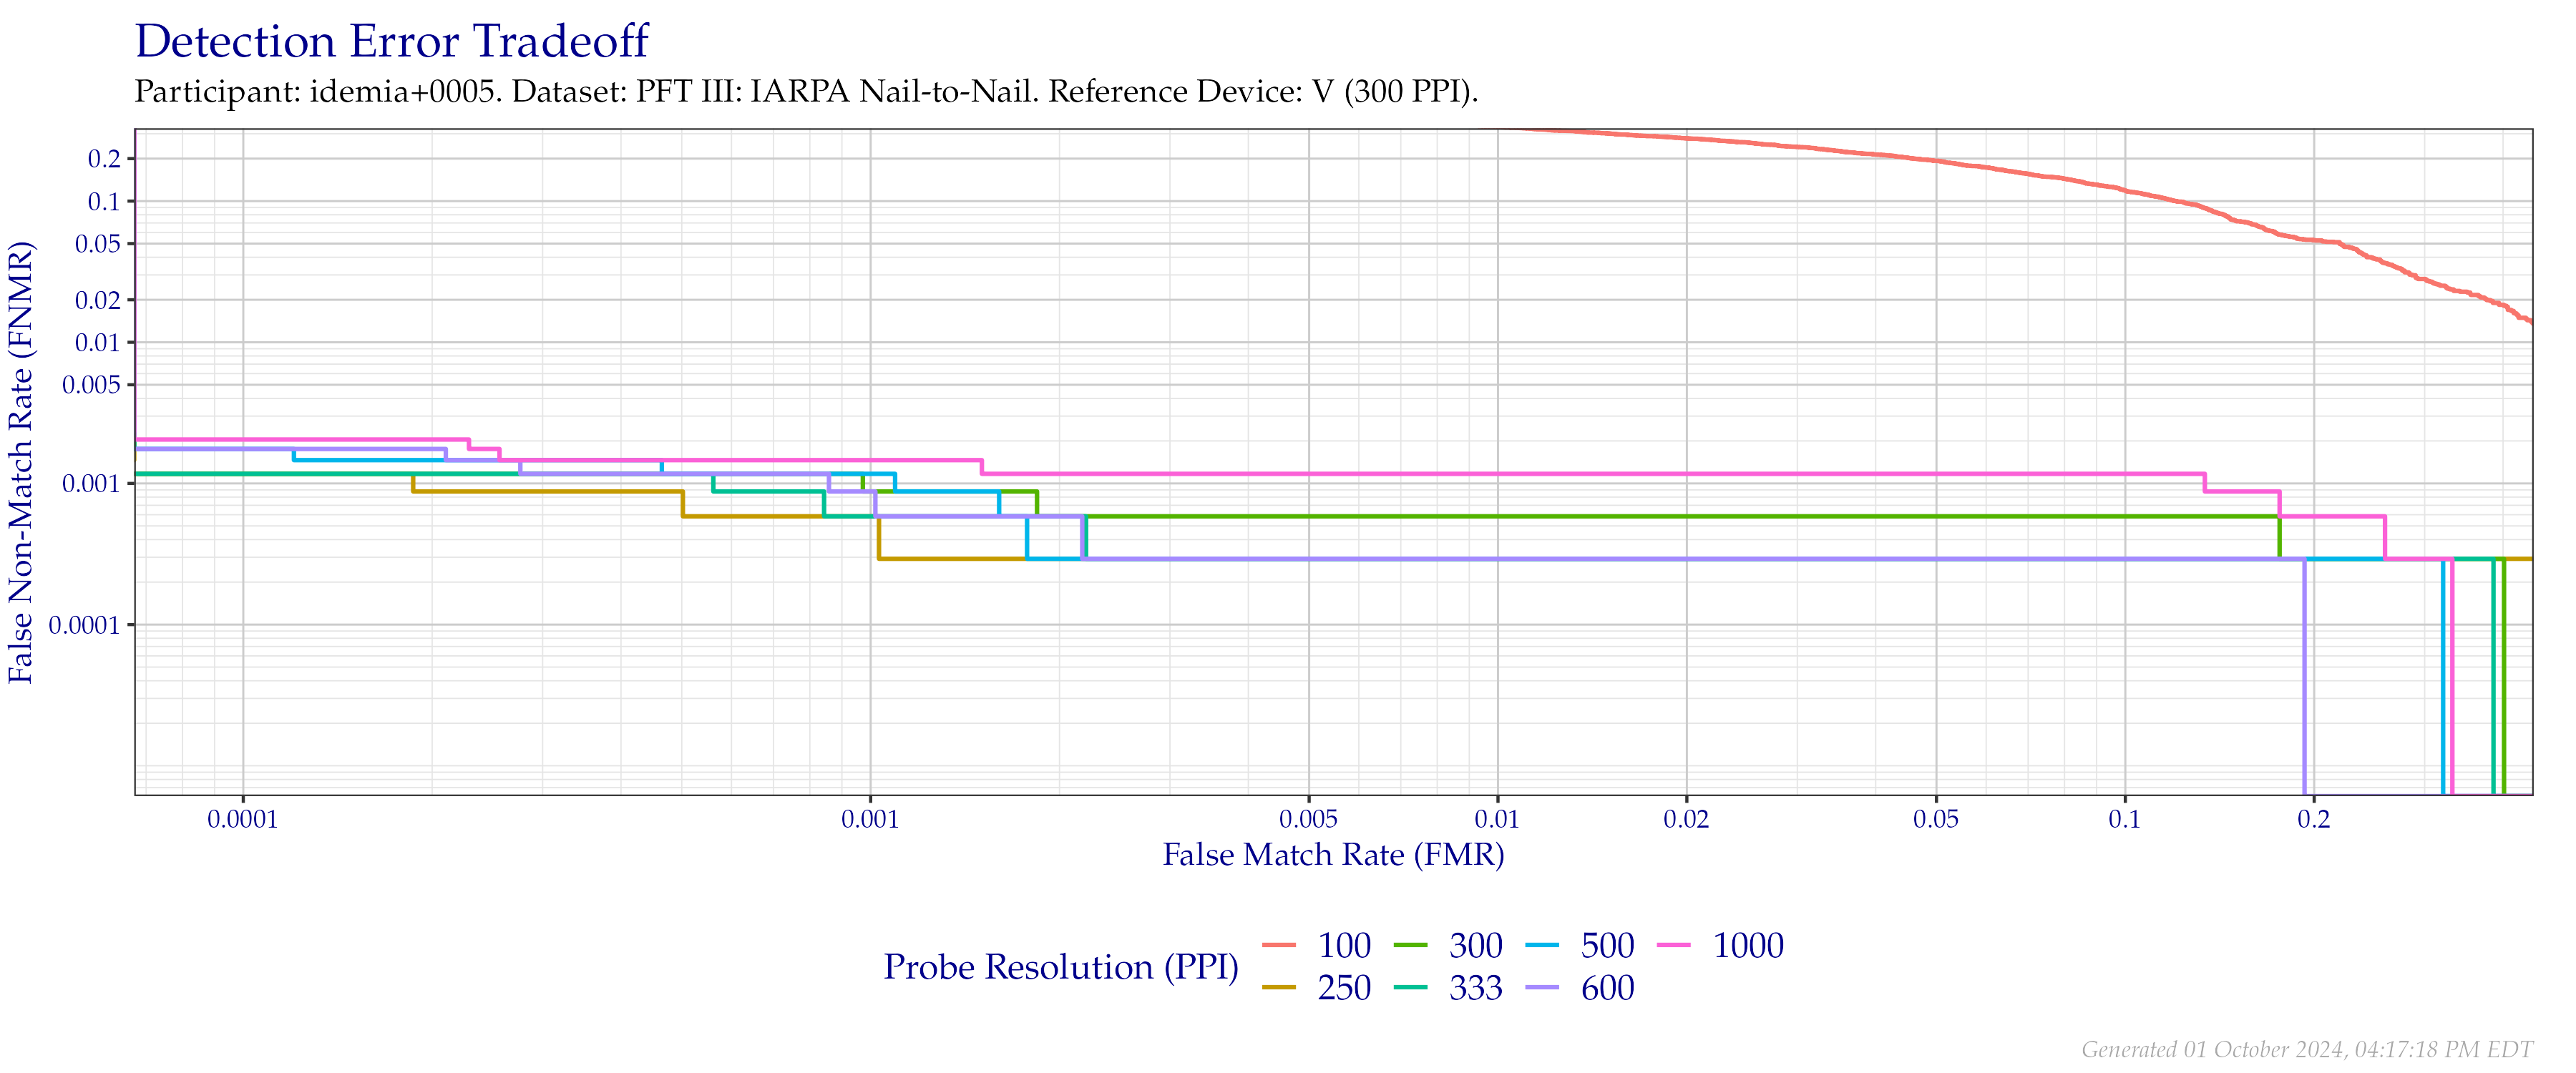 Detection Error Tradeoff
Participant: idemia+0005. Dataset: PFT III: IARPA Nail-to-Nail. Reference Device: V (300 PPI).
False Non-Match Rate (FNMR)
0.2
0.1
0.05
0.02
0.01
0.005
0.001
0.0001
0.0001 0.001 0.005 0.01 0.02 0.05 0.1 0.2
False Match Rate (FMR)
Probe Resolution (PPI)
100 300 500 1000
250 333 600
Generated 01 October 2024, 04:17:18 PM EDT